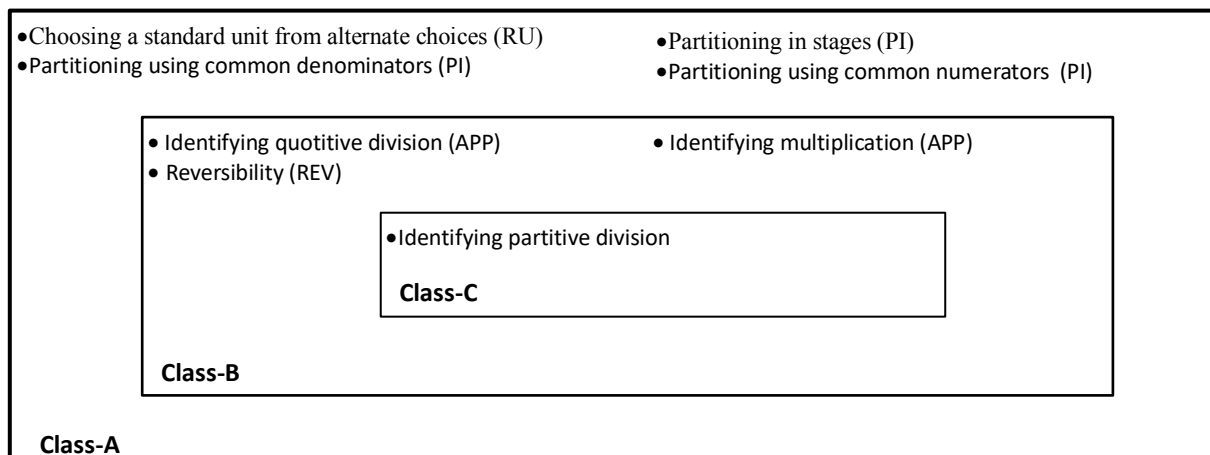 •Choosing a standard unit from alternate choices (RU)
•Partitioning in stages (PI)
•Partitioning using common denominators (PI)
•Partitioning using common numerators (PI)
• Identifying quotitive division (APP)
• Identifying multiplication (APP)
• Reversibility (REV)
•Identifying partitive division
Class-C
Class-B
Class-A